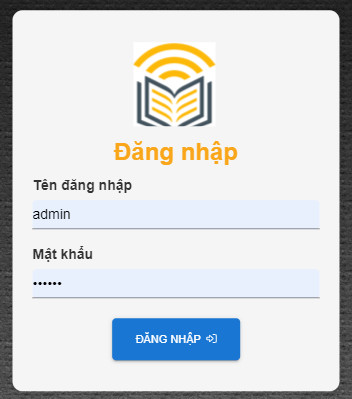 Đăng nhập
Tên đăng nhập
admin
Mật khẩu
••••••
ĐĂNG NHẬP